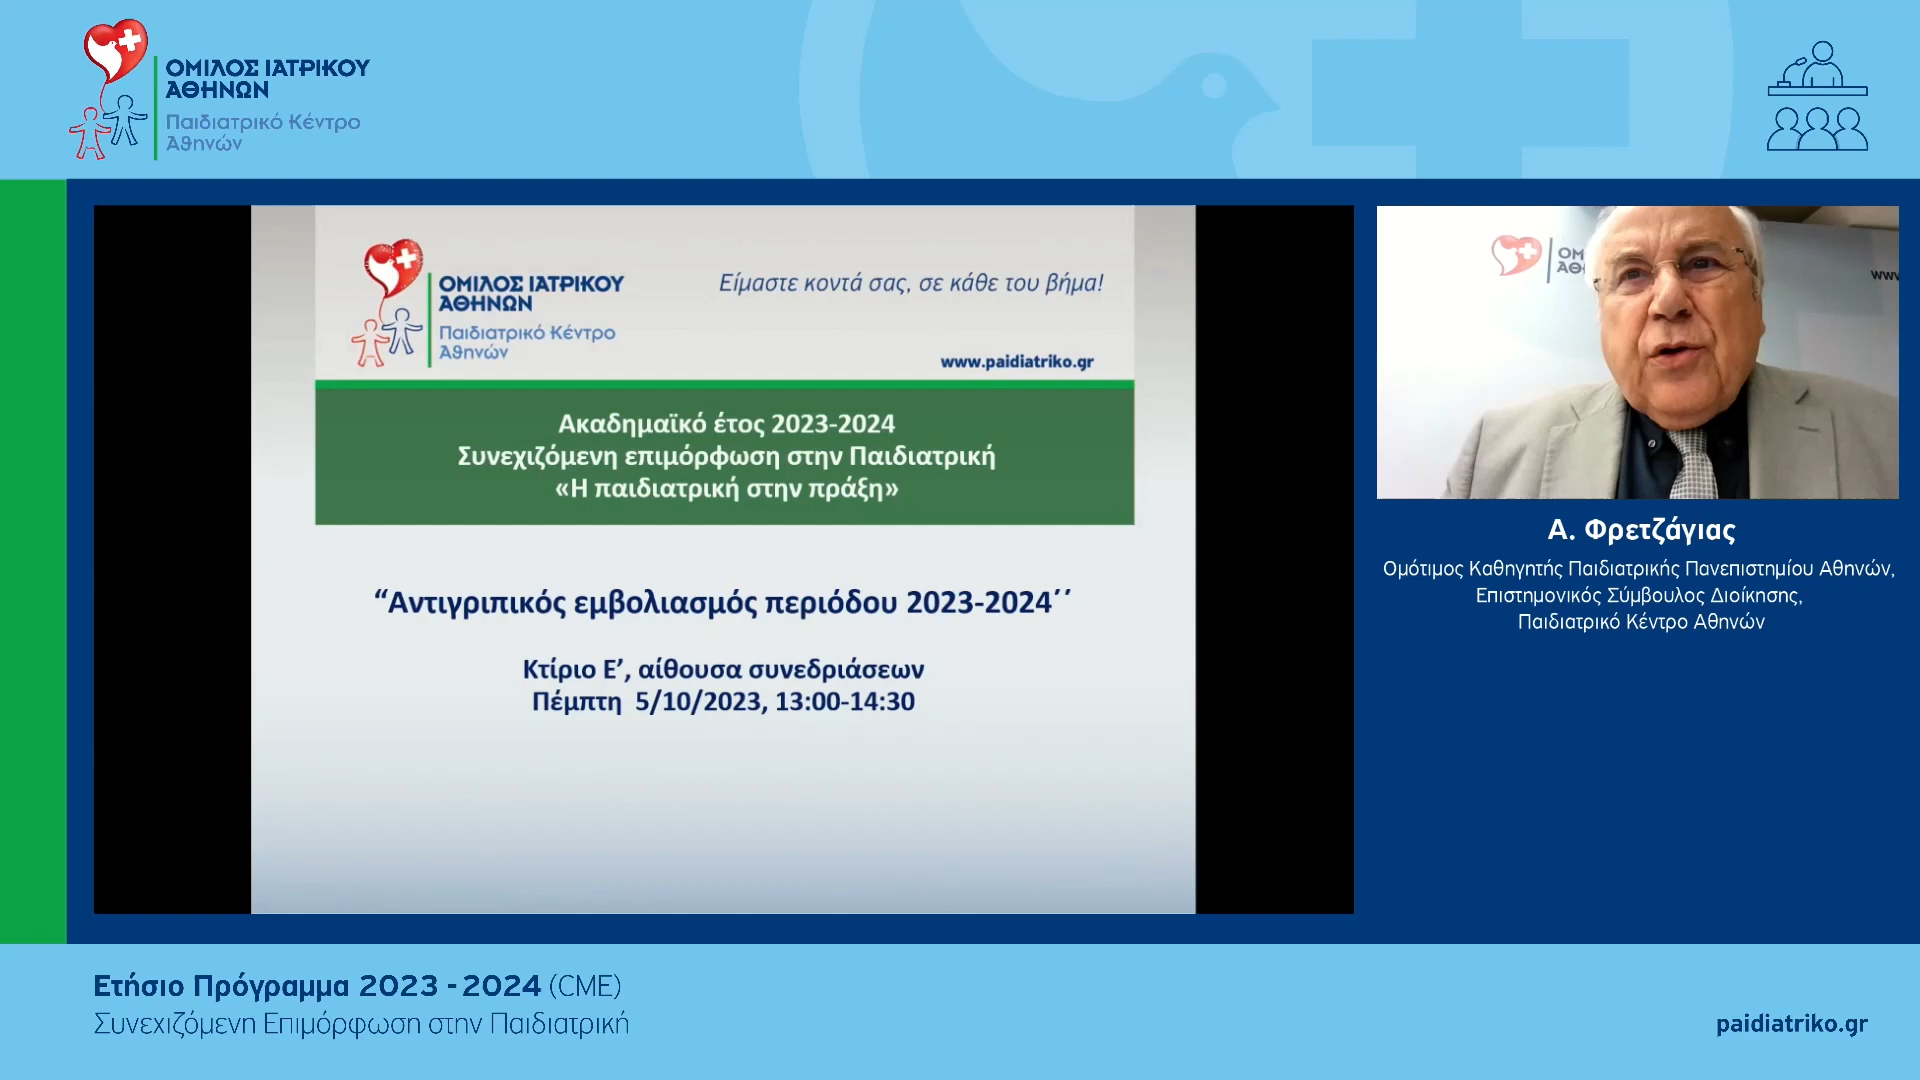 ΟΜΙΛΟΣ ΙΑΤΡΙΚΟΥ
ΑΘΗΝΩΝ
Παιδιατρικό Κέντρο
Αθηνών
ΟΜΙΛΟΣ ΙΑΤΡΙΚΟΥ
ΑΘΗΝΩΝ
Παιδιατρικό Κέντρο
Αθηνών
Είμαστε κοντά σας, σε κάθε του βήμα!
www.paidiatriko.gr
Ακαδημαϊκό έτος 2023-2024
Συνεχιζόμενη επιμόρφωση στην Παιδιατρική
«Η παιδιατρική στην πράξη»
“Αντιγριπικός εμβολιασμός περιόδου 2023-2024΄΄
Κτίριο Ε’, αίθουσα συνεδριάσεων
Πέμπτη 5/10/2023, 13:00-14:30
ΟΜ
ΑΘ
www
Α. Φρετζάγιας
Ομότιμος Καθηγητής Παιδιατρικής Πανεπιστημίου Αθηνών,
Επιστημονικός Σύμβουλος Διοίκησης,
Παιδιατρικό Κέντρο Αθηνών
Ετήσιο Πρόγραμμα 2023 - 2024 (CME)
Συνεχιζόμενη Επιμόρφωση στην Παιδιατρική
paidiatriko.gr